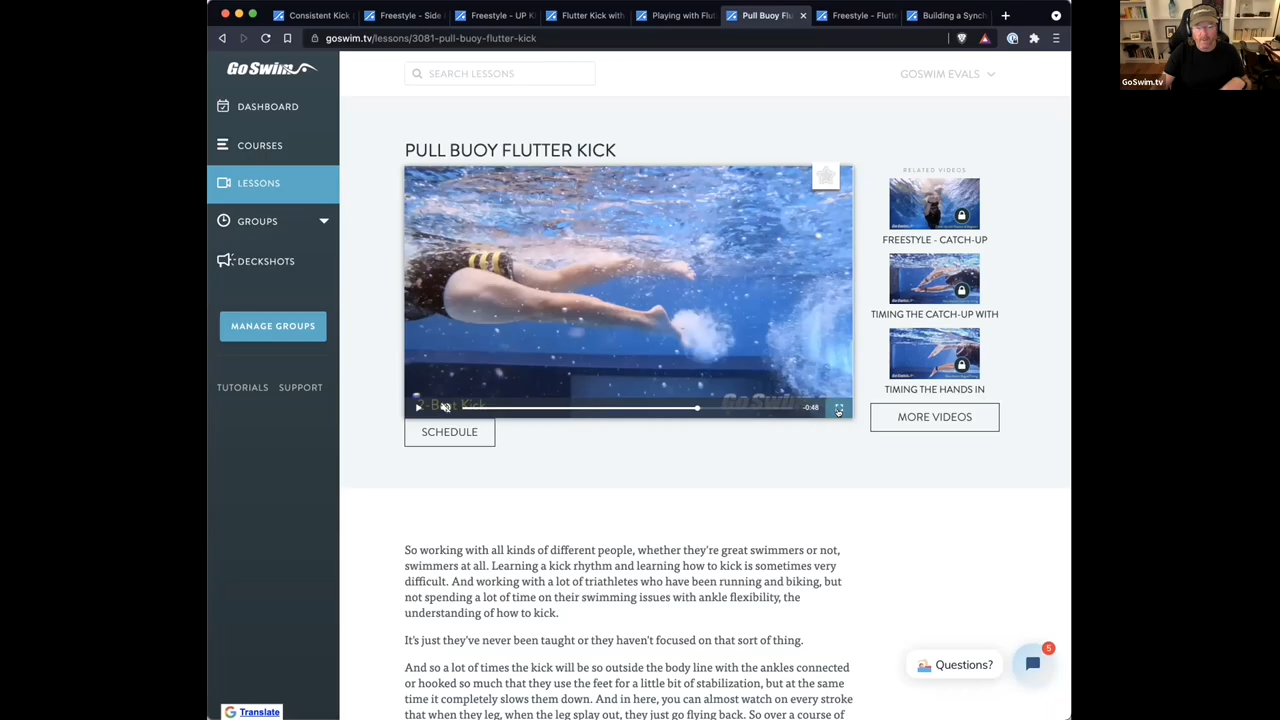 Consistent Kick
Freestyle - Side
Freestyle - UP K
Flutter Kick with
Playing with Flut
Pull Buoy Flu
Freestyle - Flutte
Building a Synch
goswim.tv/lessons/3081-pull-buoy-flutter-kick
GoSwim.tv
GoSwim
SEARCH LESSONS
GOSWIM EVALS
DASHBOARD
COURSES
LESSONS
GROUPS
DECKSHOTS
MANAGE GROUPS
TUTORIALS SUPPORT
PULL BUOY FLUTTER KICK
2-Beat Kick
GoSwim
-0:48
SCHEDULE
RELATED VIDEOS
FREESTYLE - CATCH-UP
TIMING THE CATCH-UP WITH
TIMING THE HANDS IN
MORE VIDEOS
So working with all kinds of different people, whether they're great swimmers or not,
swimmers at all. Learning a kick rhythm and learning how to kick is sometimes very
difficult. And working with a lot of triathletes who have been running and biking, but
not spending a lot of time on their swimming issues with ankle flexibility, the
understanding of how to kick.
It's just they've never been taught or they haven't focused on that sort of thing.
And so a lot of times the kick will be so outside the body line with the ankles connected
or hooked so much that they use the feet for a little bit of stabilization, but at the same
time it completely slows them down. And in here, you can almost watch on every stroke
that when they leg, when the leg splay out, they just go flying back. So over a course of
Questions?
5
Translate